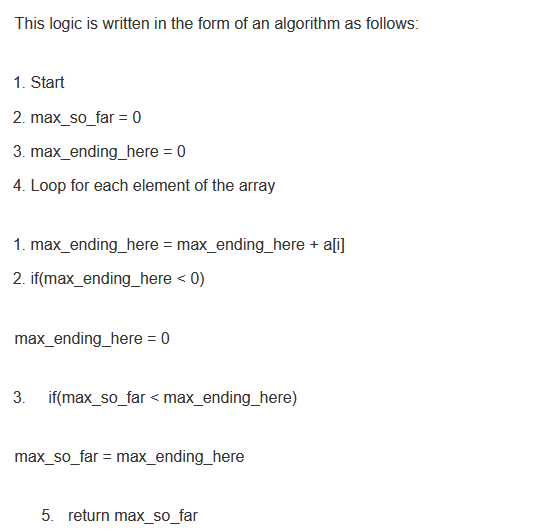 This logic is written in the form of an algorithm as follows:
1. Start
2. max_so_far = 0
3. max_ending_here = 0
4. Loop for each element of the array
1. max_ending_here = max_ending_here + a[i]
2. if(max_ending_here < 0)
max_ending_here = 0
3. if(max_so_far < max_ending_here)
max_so_far = max_ending_here
5. return max_so_far